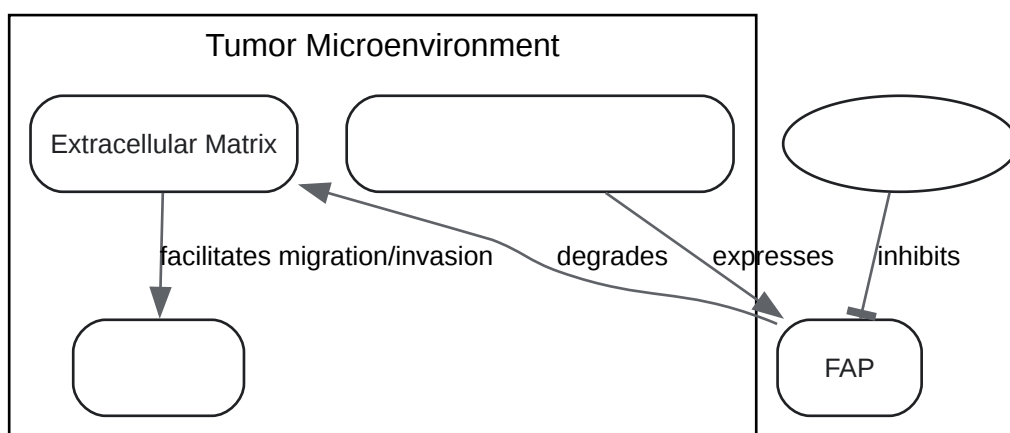 Tumor Microenvironment
Extracellular Matrix
facilitates migration/invasion
degrades
expresses
inhibits
FAP